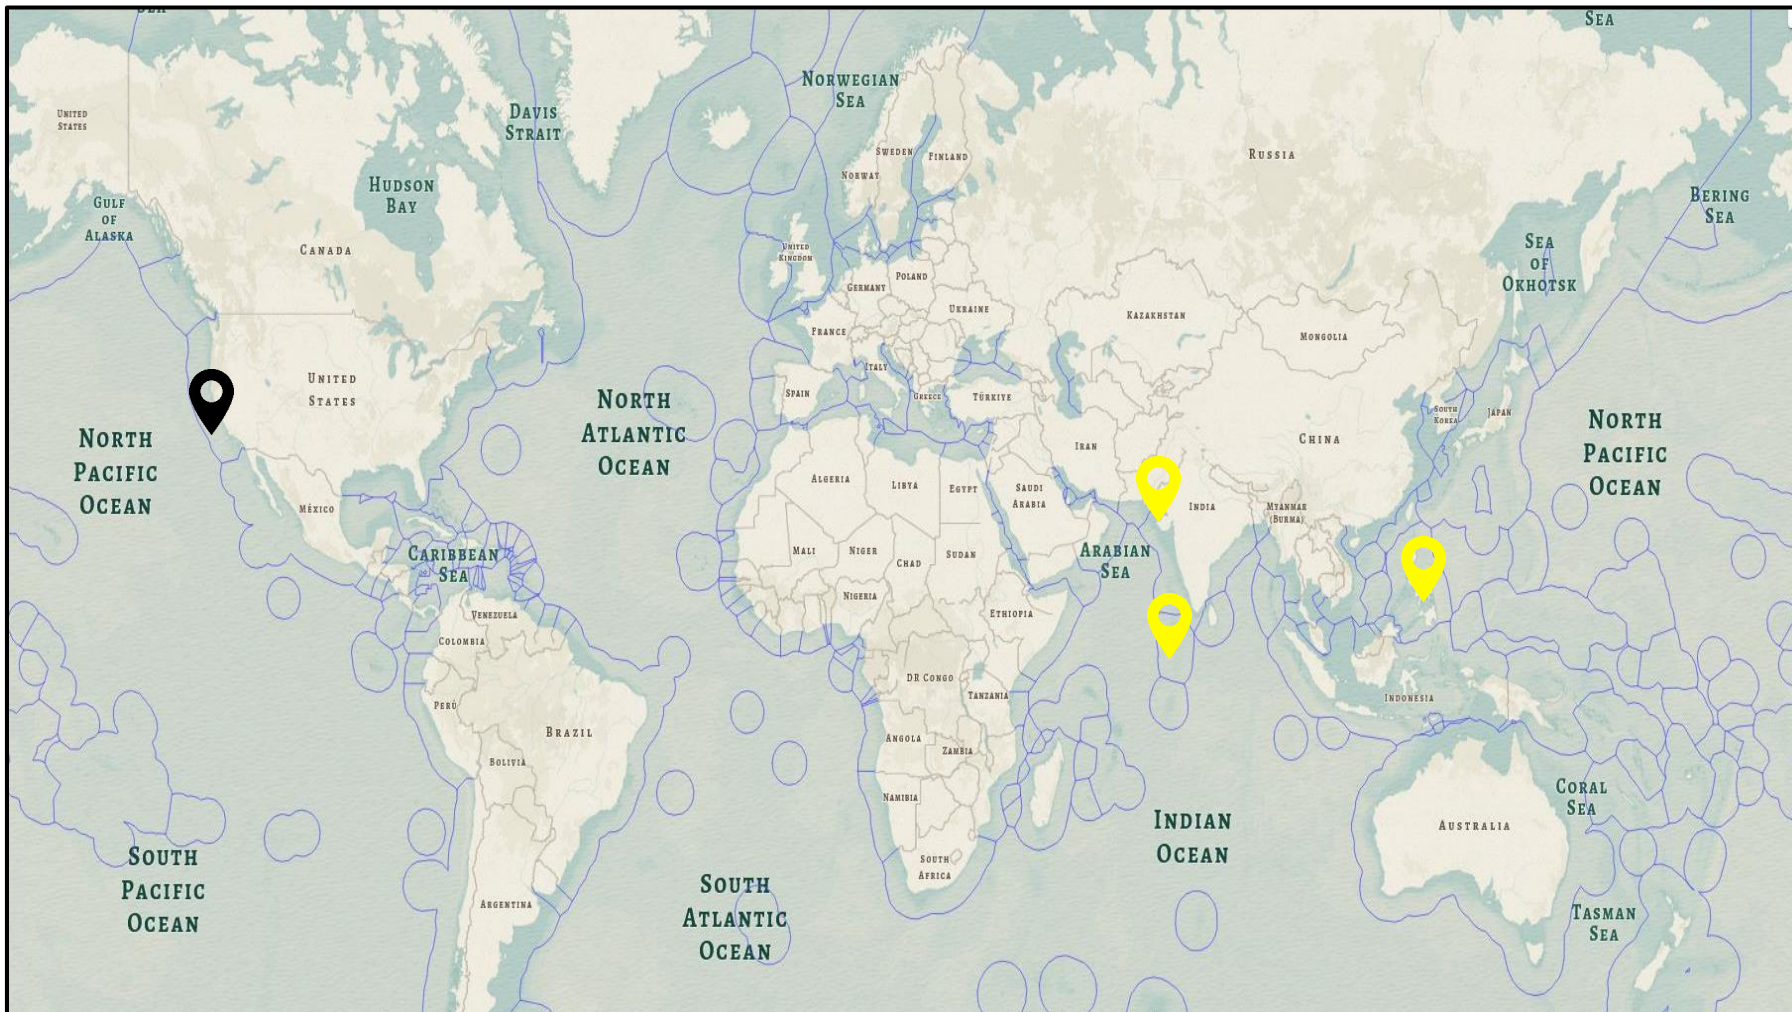 SEA
SEA
NORWEGIAN
SEA
DAVIS
STRAIT
UNITED
STATES
HUDSON
BAY
GULF
OF
ALASKA
CANADA
SWEDEN
FINLAND
NORWAY
RUSSIA
BERING
SEA
SEA
OF
OKHOTSK
UNITED
KINGDOM
POLAND
GERMANY
UKRAINE
FRANCE
KAZAKHSTAN
MONGOLIA
ITALY
SPAIN
GREECE
TÜRKIYE
UNITED
STATES
NORTH
ATLANTIC
OCEAN
NORTH
PACIFIC
OCEAN
SOUTH
KOREA
JAPAN
CHINA
IRAN
NORTH
PACIFIC
OCEAN
ALGERIA
LIBYA
EGYPT
SAUDI
ARABIA
INDIA
MYANMAR
(BURMA)
MÉXICO
CARIBBEAN
SEA
MALI
NIGER
CHAD
SUDAN
ARABIAN
SEA
NIGERIA
ETHIOPIA
VENEZUELA
COLOMBIA
DR CONGO
TANZANIA
INDONESIA
PERÚ
BRAZIL
BOLIVIA
ANGOLA
ZAMBIA
NAMIBIA
CORAL
SEA
INDIAN
OCEAN
AUSTRALIA
SOUTH
PACIFIC
OCEAN
SOUTH
AFRICA
ARGENTINA
SOUTH
ATLANTIC
OCEAN
TASMAN
SEA